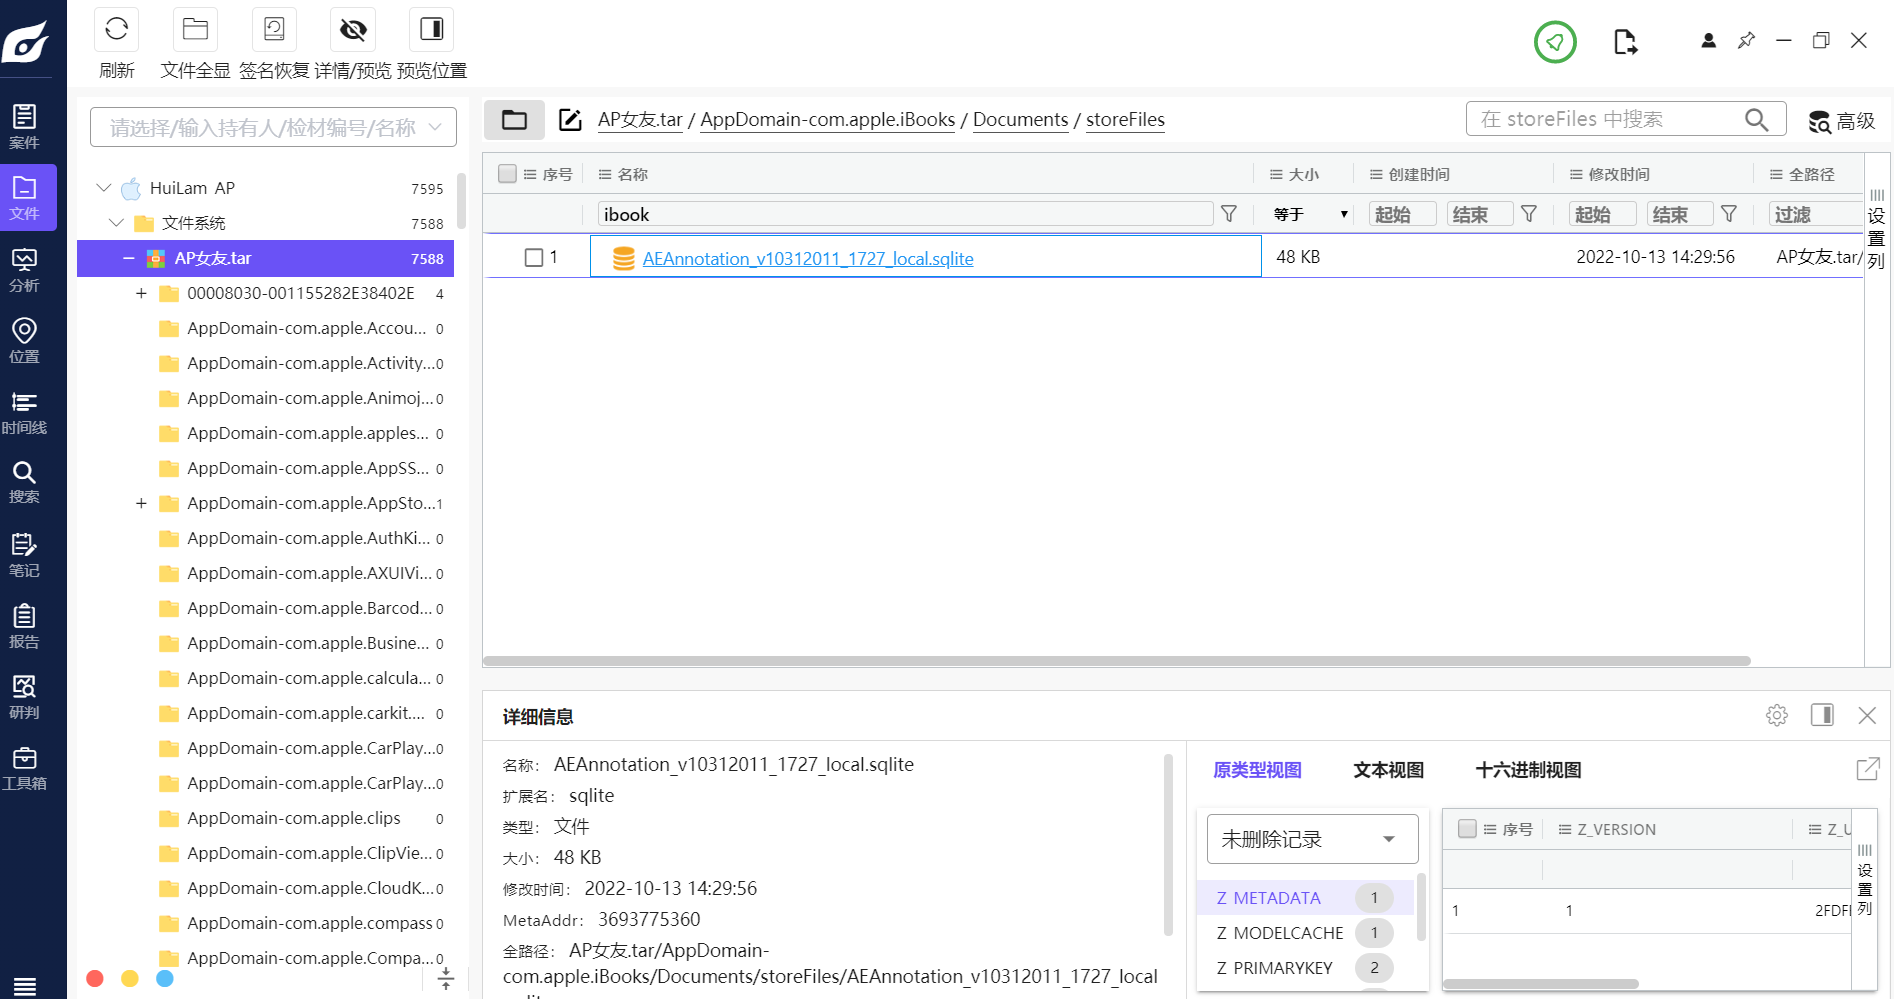 刷新
文件全显
签名恢复
详情/预览
预览位置
案件
文件
分析
位置
时间线
搜索
笔记
报告
研判
工具箱
请选择/输入持有人/检材编号/名称
HuiLam AP 7595
文件系统 7588
AP女友.tar 7588
00008030-001155282E38402E 4
AppDomain-com.apple.Accou... 0
AppDomain-com.apple.Activity... 0
AppDomain-com.apple.Animoj... 0
AppDomain-com.apple.apples... 0
AppDomain-com.apple.AppSS... 0
AppDomain-com.apple.AppSto... 1
AppDomain-com.apple.AuthKi... 0
AppDomain-com.apple.AXUIVi... 0
AppDomain-com.apple.Barcod... 0
AppDomain-com.apple.Busine... 0
AppDomain-com.apple.calcula... 0
AppDomain-com.apple.carkit.... 0
AppDomain-com.apple.CarPlay... 0
AppDomain-com.apple.CarPlay... 0
AppDomain-com.apple.clips 0
AppDomain-com.apple.ClipVie... 0
AppDomain-com.apple.CloudK... 0
AppDomain-com.apple.compass 0
AppDomain-com.apple.Compa... 0
AP女友.tar / AppDomain-com.apple.iBooks / Documents / storeFiles
在 storeFiles 中搜索
高级
序号 名称 大小 创建时间 修改时间 全路径
ibook 等于 起始 结束 起始 结束 过滤
1 AEAnnotation_v10312011_1727_local.sqlite 48 KB 2022-10-13 14:29:56 AP女友.tar/
设置列
详细信息
名称： AEAnnotation_v10312011_1727_local.sqlite
扩展名： sqlite
类型： 文件
大小： 48 KB
修改时间： 2022-10-13 14:29:56
MetaAddr： 3693775360
全路径： AP女友.tar/AppDomain-
com.apple.iBooks/Documents/storeFiles/AEAnnotation_v10312011_1727_local
原类型视图 文本视图 十六进制视图
未删除记录
Z METADATA 1
Z MODELCACHE 1
Z PRIMARYKEY 2
序号 Z_VERSION Z_U
1 1 2FDF
设置列